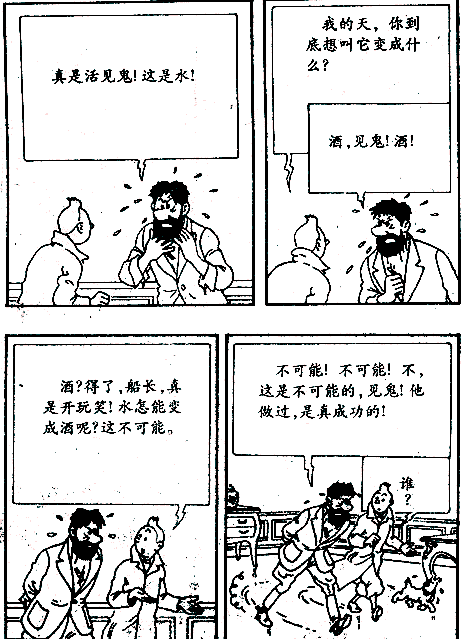 真是活见鬼!这是水!
我的天,你到
底想叫它变成什
么?
酒,见鬼!酒!
酒?得了,船长,真
是开玩笑!水怎能变
成酒呢?这不可能。
不可能!不可能!不,
这是不可能的,见鬼!他
做过,是真成功的!
谁
?